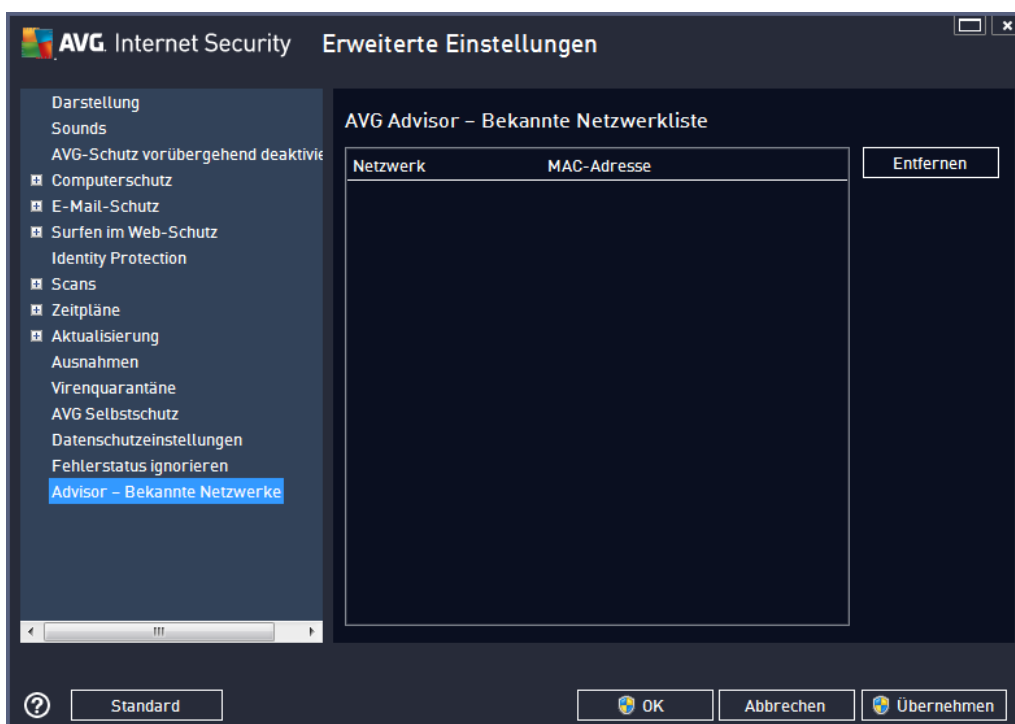 AVG. Internet Security Erweiterte Einstellungen
Darstellung
Sounds
AVG-Schutz vorübergehend deaktivie
Computerschutz
E-Mail-Schutz
Surfen im Web-Schutz
Identity Protection
Scans
Zeitpläne
Aktualisierung
Ausnahmen
Virenquarantäne
AVG Selbstschutz
Datenschutzeinstellungen
Fehlerstatus ignorieren
Advisor – Bekannte Netzwerke
AVG Advisor – Bekannte Netzwerkliste
Netzwerk MAC-Adresse
Entfernen
? Standard OK Abbrechen Übernehmen